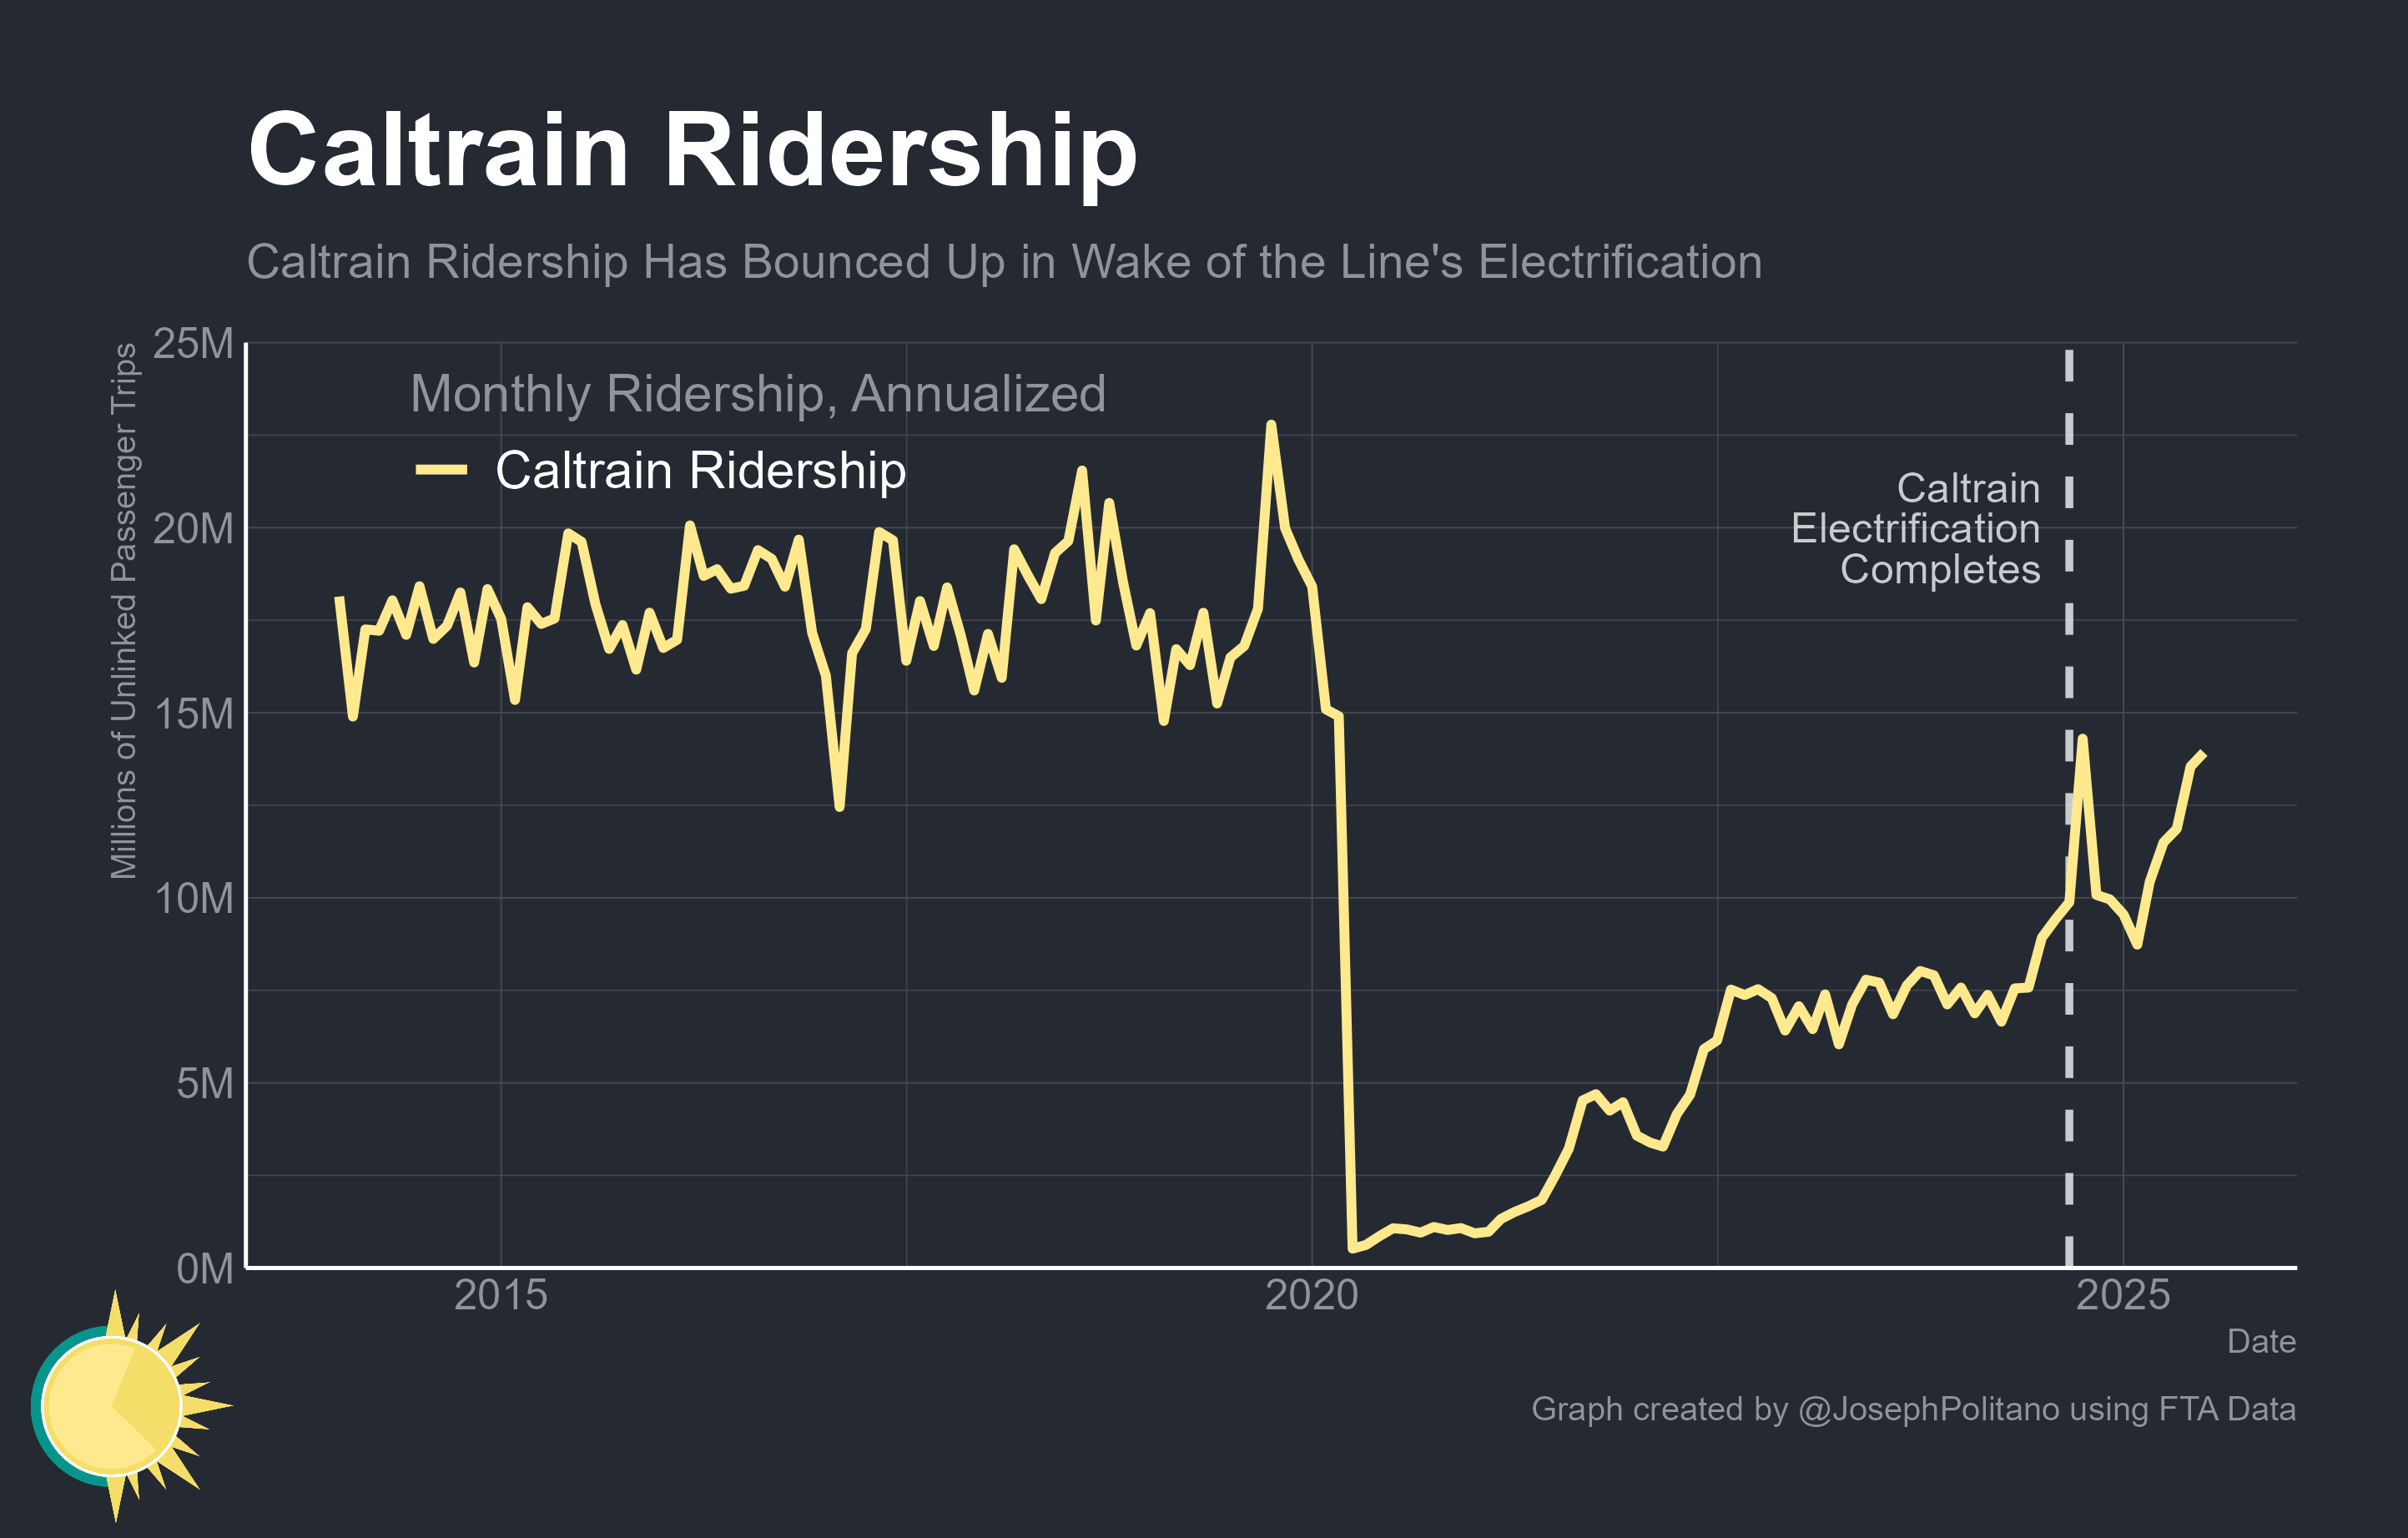 Caltrain Ridership
Caltrain Ridership Has Bounced Up in Wake of the Line's Electrification
Millions of Unlinked Passenger Trips
25M
20M
15M
10M
5M
0M
Monthly Ridership, Annualized
Caltrain Ridership
Caltrain
Electrification
Completes
2015
2020
2025
Date
Graph created by @JosephPolitano using FTA Data